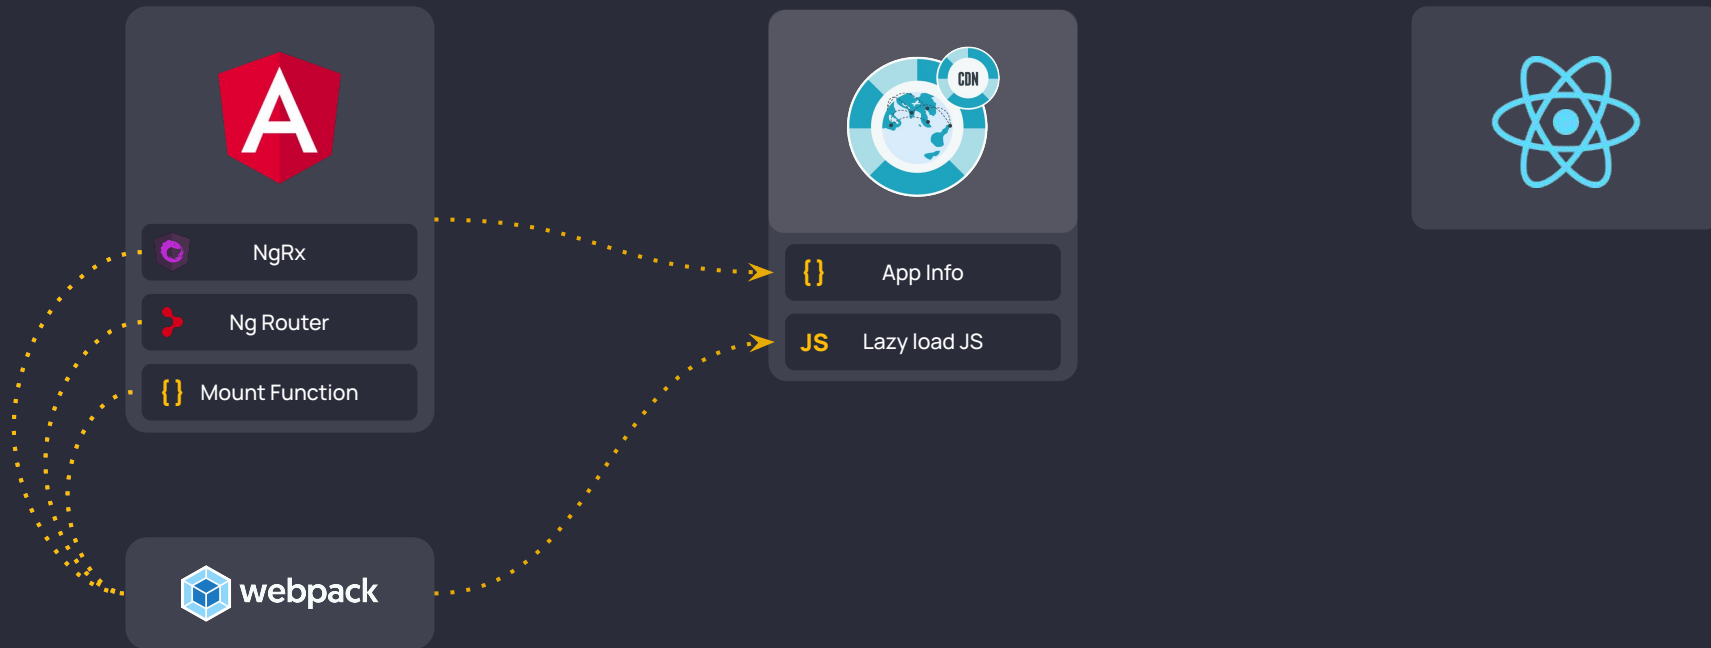 A
NgRx
Ng Router
{} Mount Function
webpack
CDN
{} App Info
JS Lazy load JS